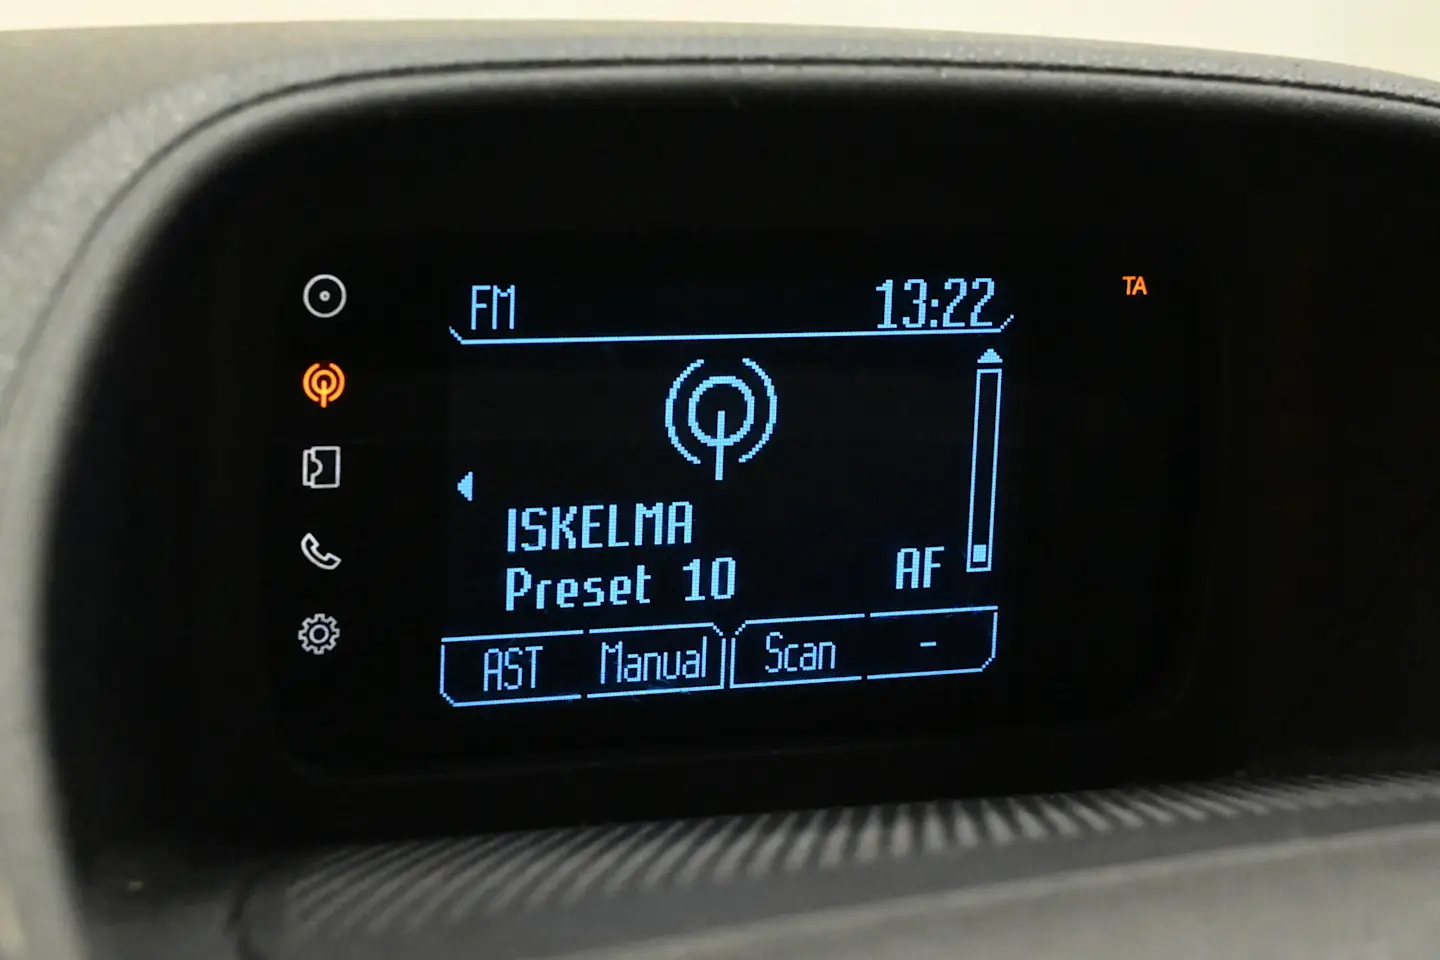 FM 13:22 TA
ISKELMA
Preset 10 AF
AST Manual Scan -